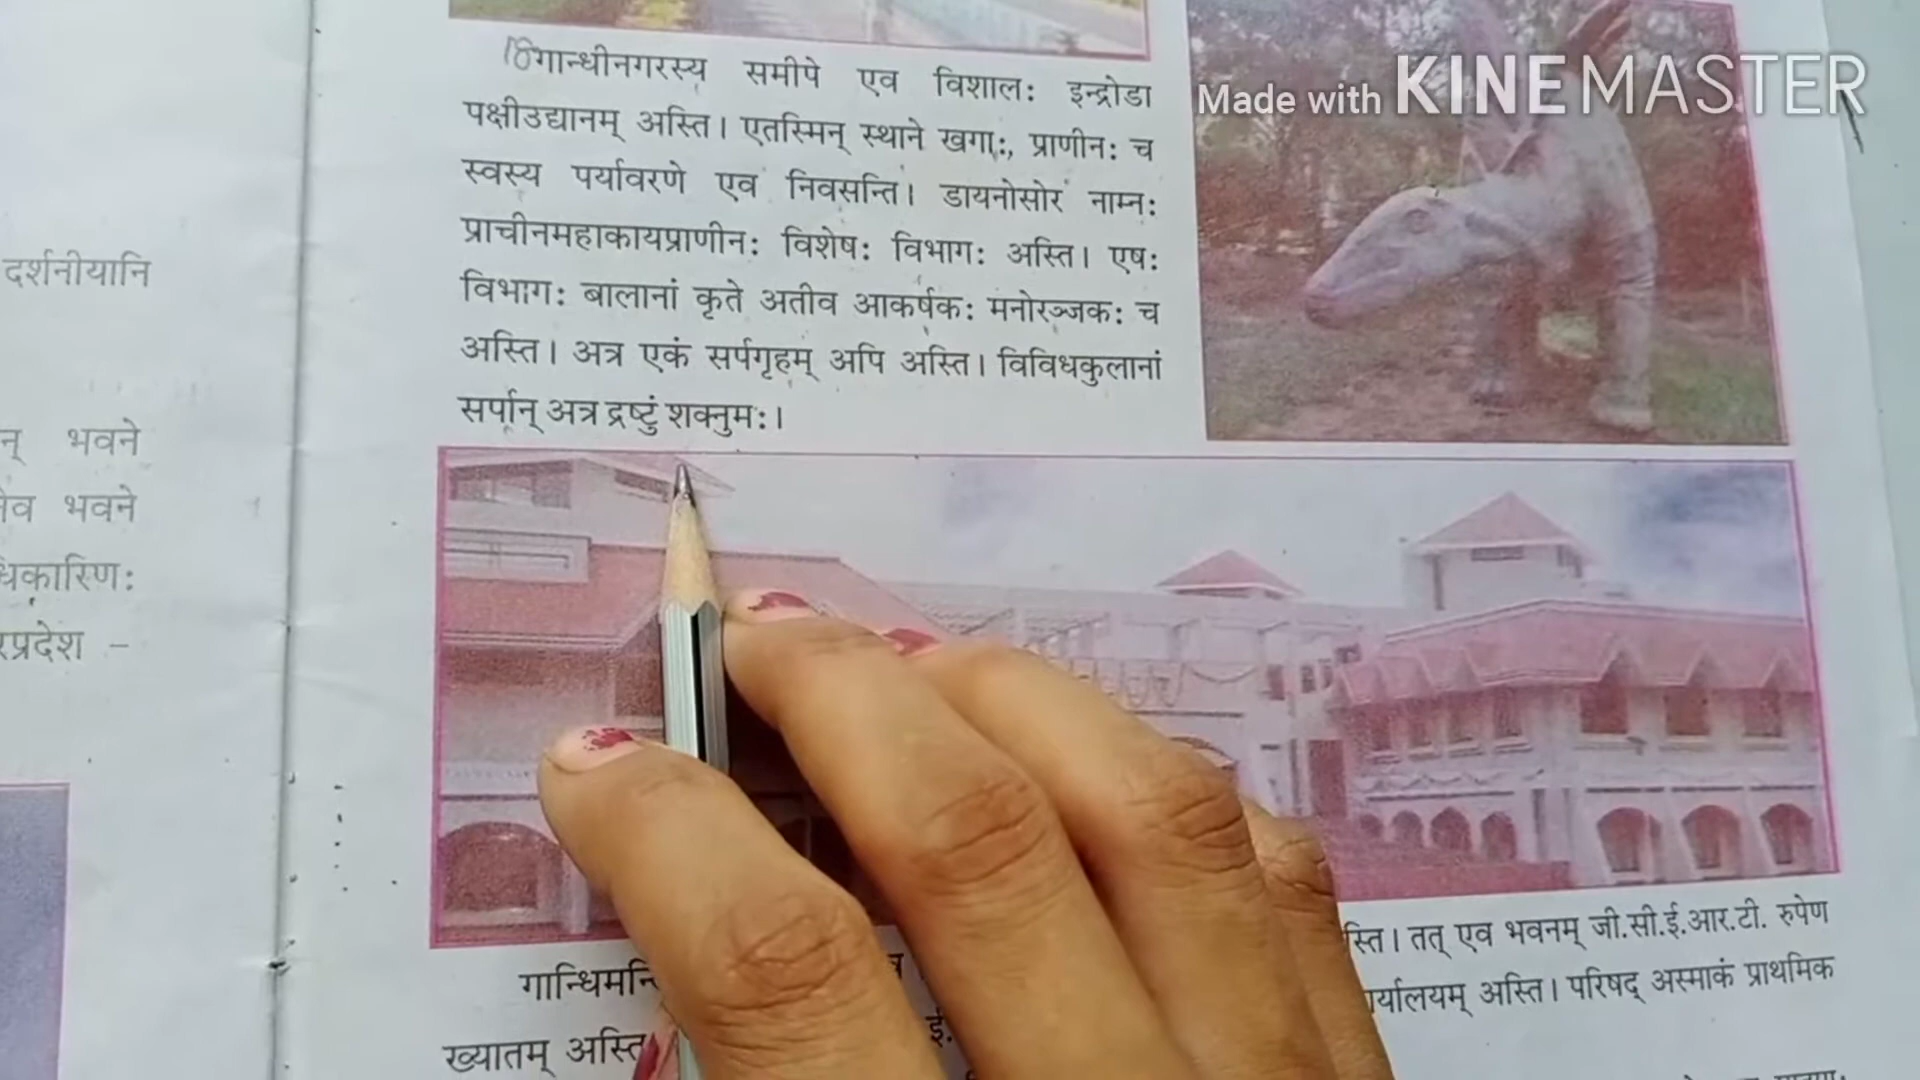 Made with KINEMASTER
गान्धीनगरस्य समीपे एव विशालः इन्द्रोडा
पक्षीउद्यानम् अस्ति। एतस्मिन् स्थाने खगाः, प्राणीनः च
स्वस्य पर्यावरणे एव निवसन्ति। डायनोसोर नाम्नः
प्राचीनमहाकायप्राणीनः विशेषः विभागः अस्ति। एषः
विभागः बालानां कृते अतीव आकर्षकः मनोरञ्जकः च
अस्ति। अत्र एकं सर्पगृहम् अपि अस्ति। विविधकुलानां
सर्पान् अत्र द्रष्टुं शक्नुमः।
दर्शनीयानि
भवने
भवने
प्रदेश -
स्ति। तत् एव भवनम् जी.सी.ई.आर.टी. रुपेण
र्यालयम् अस्ति। परिषद् अस्माकं प्राथमिक
ख्यातम् अस्ति